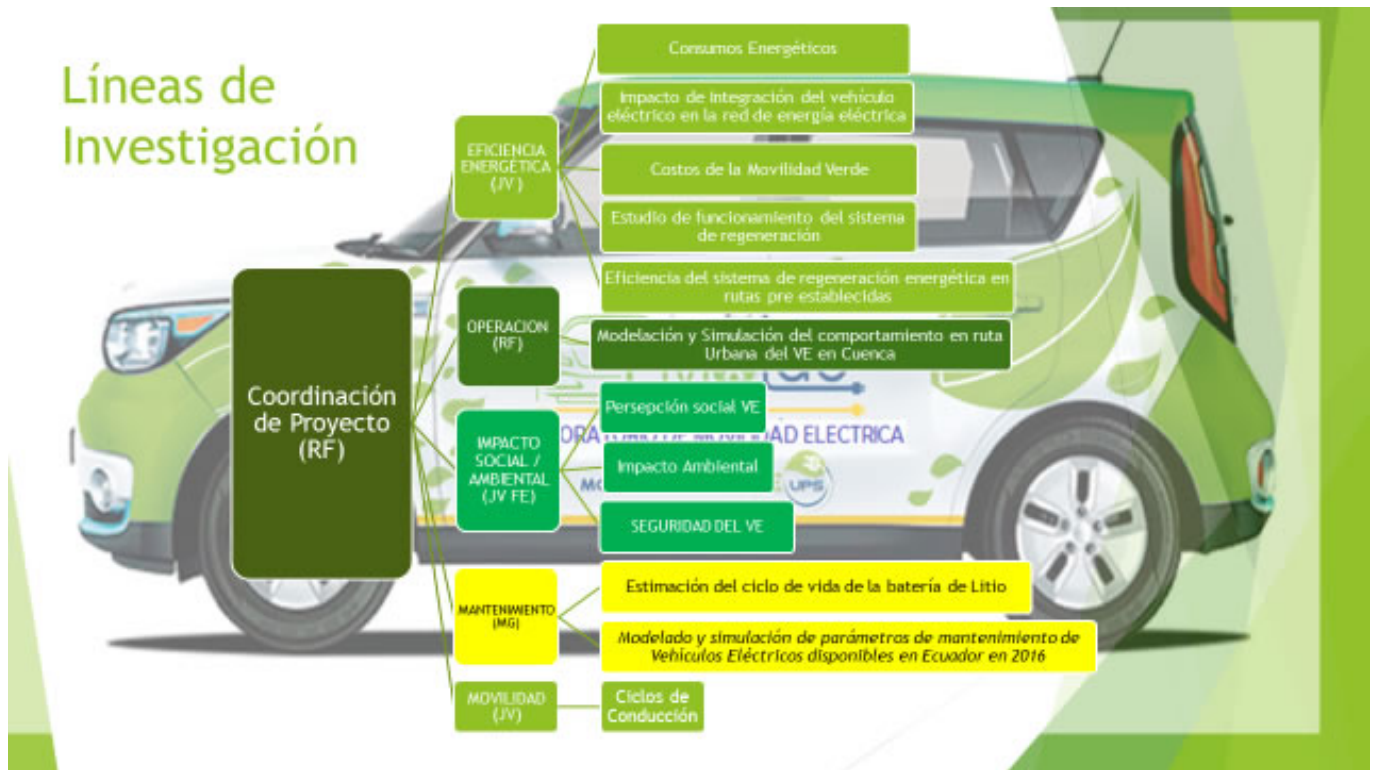 Líneas de
Investigación
Coordinación
de Proyecto
(RF)
EFICIENCIA
ENERGÉTICA
(JV )
Consumos Energéticos
Impacto de Integración del vehículo
eléctrico en la red de energía eléctrica
Costos de la Movilidad Verde
Estudio de funcionamiento del sistema
de regeneración
Eficiencia del sistema de regeneración energética en
rutas pre establecidas
OPERACION
(RF)
Modelación y Simulación del comportamiento en ruta
Urbana del VE en Cuenca
IMPACTO
SOCIAL /
AMBIENTAL
(JV FE)
Persepción social VE
Impacto Ambiental
SEGURIDAD DEL VE
MANTENIMIENTO
(MG)
Estimación del ciclo de vida de la batería de Litio
Modelado y simulación de parámetros de mantenimiento de
Vehículos Eléctricos disponibles en Ecuador en 2016
MOVILIDAD
(JV)
Ciclos de
Conducción
DE MOVILIDAD ELECTRICA
UPS